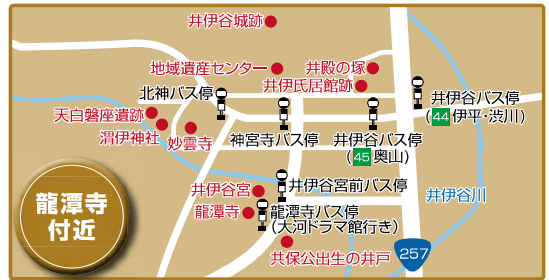 井伊谷城跡
地域遺産センター
井殿の塚
井伊氏居館跡
北神バス停
井伊谷バス停
(44 伊平・渋川)
天白磐座遺跡
渭伊神社
妙雲寺
神宮寺バス停
井伊谷バス停
(45 奥山)
井伊谷宮
井伊谷宮前バス停
井伊谷川
龍潭寺
付近
龍潭寺
龍潭寺バス停
(大河ドラマ館行き)
共保公出生の井戸
257